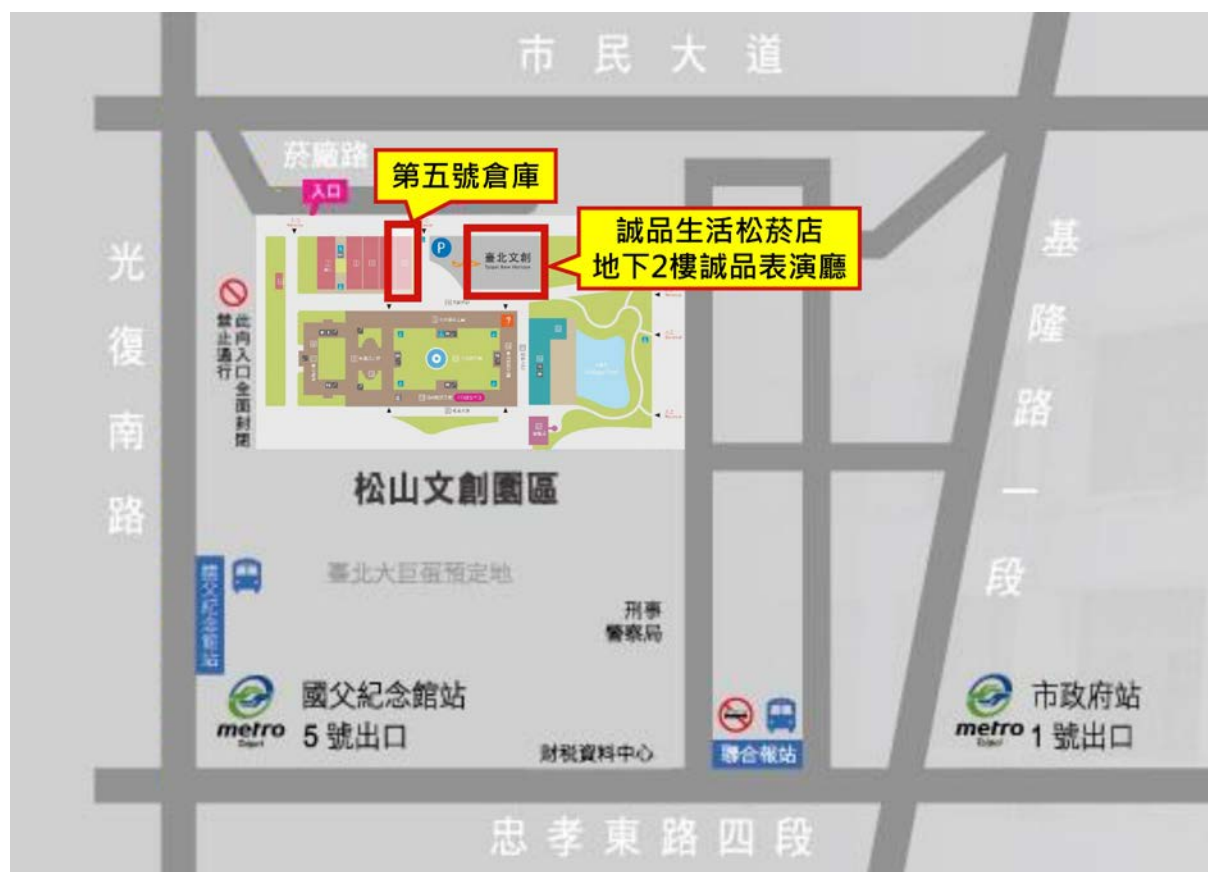 市民大道
菸廠路
入口
第五號倉庫
誠品生活松菸店
地下2樓誠品表演廳
P
臺北文創
Taipei New Horizon
光復南路
基隆路一段
此向入口全面封閉
禁止通行
?
松山文創園區
臺北大巨蛋預定地
國父紀念館站
刑事
警察局
metro
Taipei
國父紀念館站
5 號出口
財稅資料中心
聯合報站
metro
Taipei
市政府站
1 號出口
忠孝東路四段